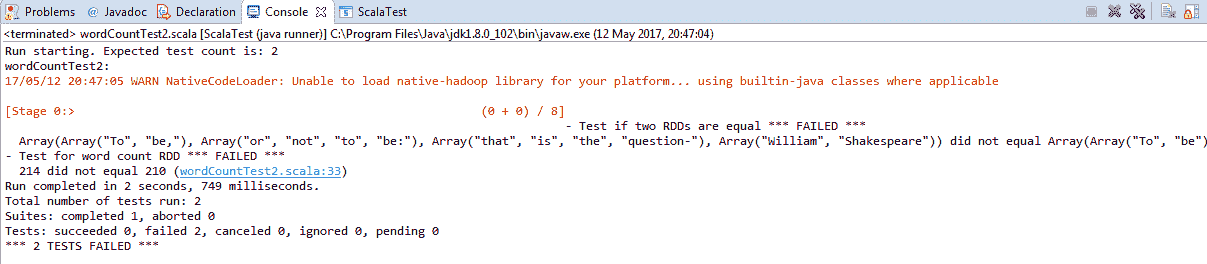 Problems @ Javadoc Declaration Console ScalaTest
<terminated> wordCountTest2.scala [ScalaTest (java runner)] C:\Program Files\Java\jdk1.8.0_102\bin\javaw.exe (12 May 2017, 20:47:04)
Run starting. Expected test count is: 2
wordCountTest2:
17/05/12 20:47:05 WARN NativeCodeLoader: Unable to load native-hadoop library for your platform... using builtin-java classes where applicable
[Stage 0:> (0 + 0) / 8]
- Test if two RDDs are equal *** FAILED ***
Array(Array("To", "be,"), Array("or", "not", "to", "be:"), Array("that", "is", "the", "question-"), Array("William", "Shakespeare")) did not equal Array(Array("To", "be")
- Test for word count RDD *** FAILED ***
214 did not equal 210 (wordCountTest2.scala:33)
Run completed in 2 seconds, 749 milliseconds.
Total number of tests run: 2
Suites: completed 1, aborted 0
Tests: succeeded 0, failed 2, canceled 0, ignored 0, pending 0
*** 2 TESTS FAILED ***